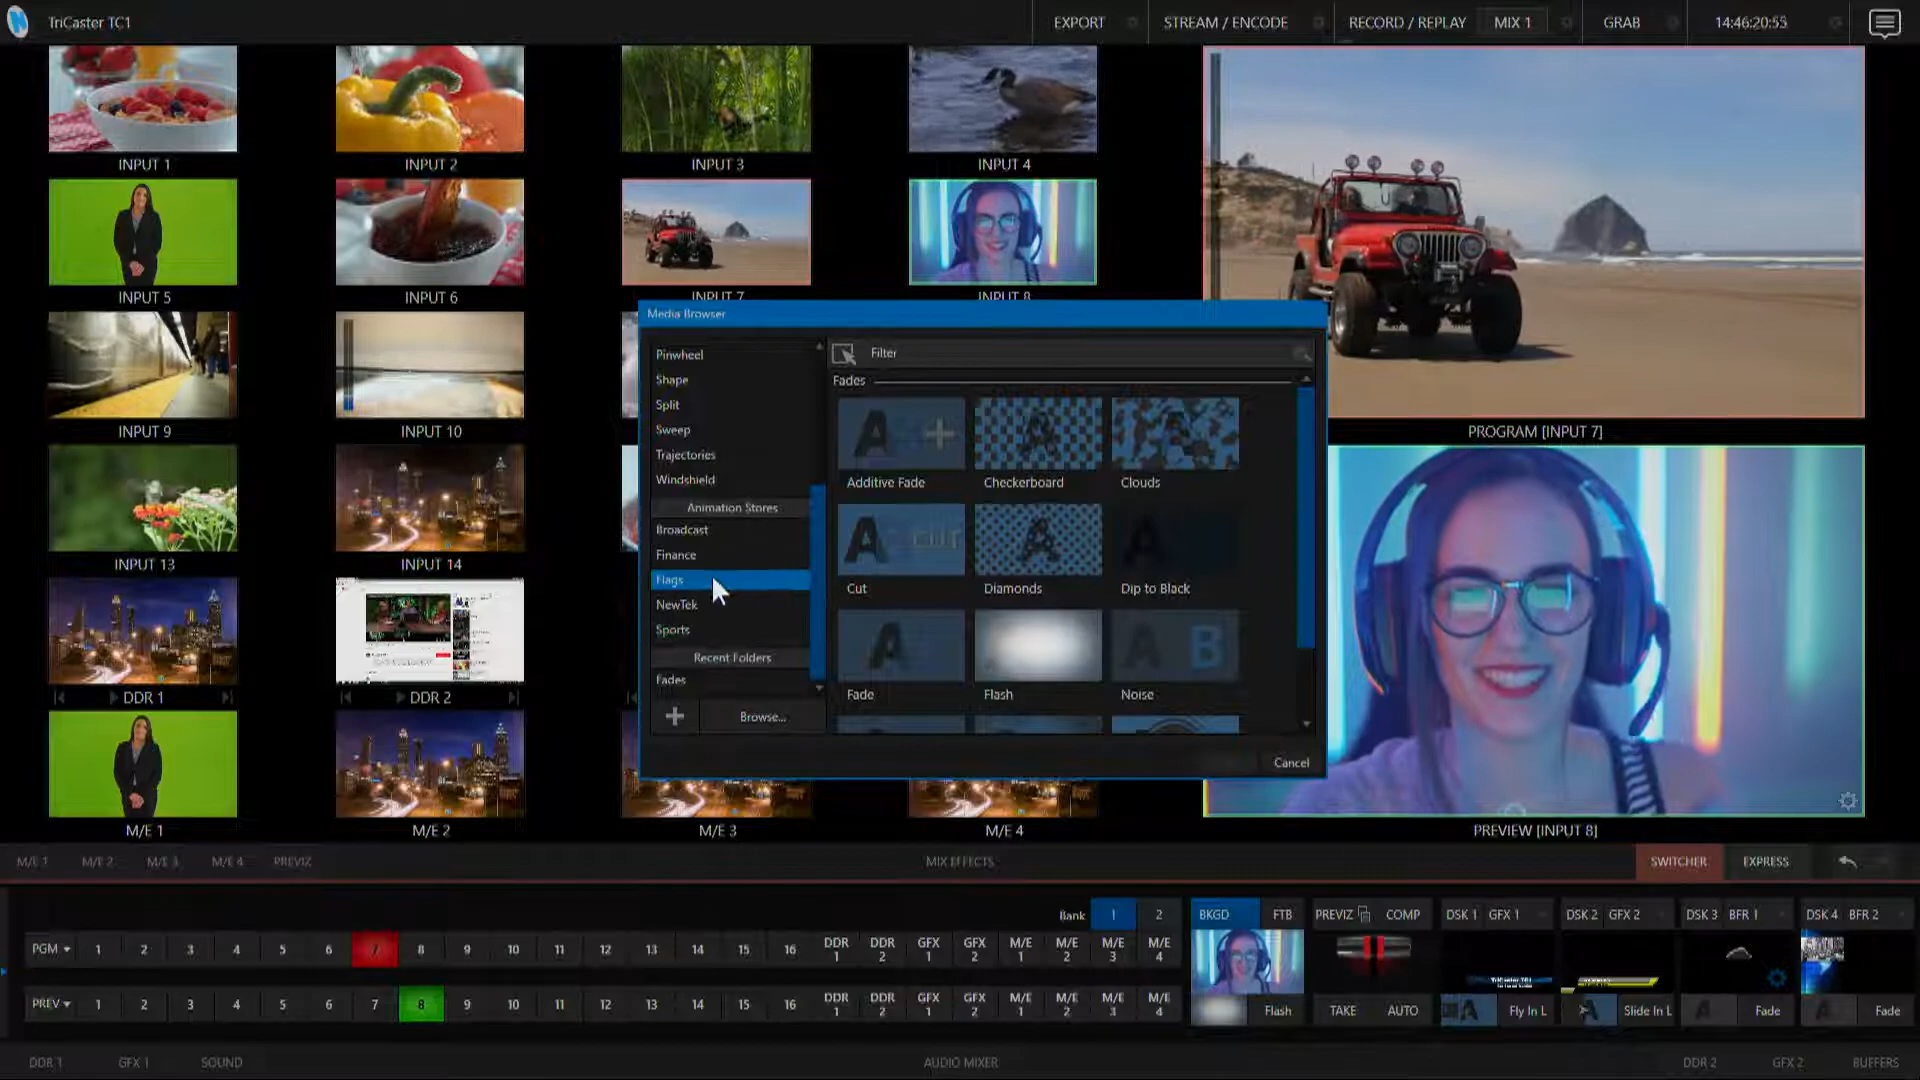 TriCaster TC1
EXPORT
STREAM / ENCODE
RECORD / REPLAY
MIX 1
GRAB
14:46:20:53
INPUT 1
INPUT 2
INPUT 3
INPUT 4
INPUT 5
INPUT 6
INPUT 7
INPUT 8
Media Browser
Pinwheel
Shape
Split
Sweep
Trajectories
Windshield
Animation Stores
Broadcast
Finance
Flags
NewTek
Sports
Recent Folders
Fades
Browse...
Filter
Fades
Additive Fade
Checkerboard
Clouds
Cut
Diamonds
Dip to Black
Fade
Flash
Noise
Cancel
INPUT 9
INPUT 10
INPUT 13
INPUT 14
DDR 1
DDR 2
M/E 1
M/E 2
M/E 3
M/E 4
PROGRAM [INPUT 7]
PREVIEW [INPUT 8]
M/E 1 M/E 2 M/E 3 M/E 4 PREVIZ
MIX EFFECTS
SWITCHER
EXPRESS
Bank 1 2
PGM 1 2 3 4 5 6 7 8 9 10 11 12 13 14 15 16 DDR 1 DDR 2 GFX 1 GFX 2 M/E 1 M/E 2 M/E 3 M/E 4
PREV 1 2 3 4 5 6 7 8 9 10 11 12 13 14 15 16 DDR 1 DDR 2 GFX 1 GFX 2 M/E 1 M/E 2 M/E 3 M/E 4
BKGD FTB
PREVIZ COMP
DSK 1 GFX 1
DSK 2 GFX 2
DSK 3 BFR 1
DSK 4 BFR 2
Flash
TAKE AUTO
Fly In L
Slide In L
Fade
Fade
DDR 1 GFX 1 SOUND
AUDIO MIXER
DDR 2 GFX 2 BUFFERS